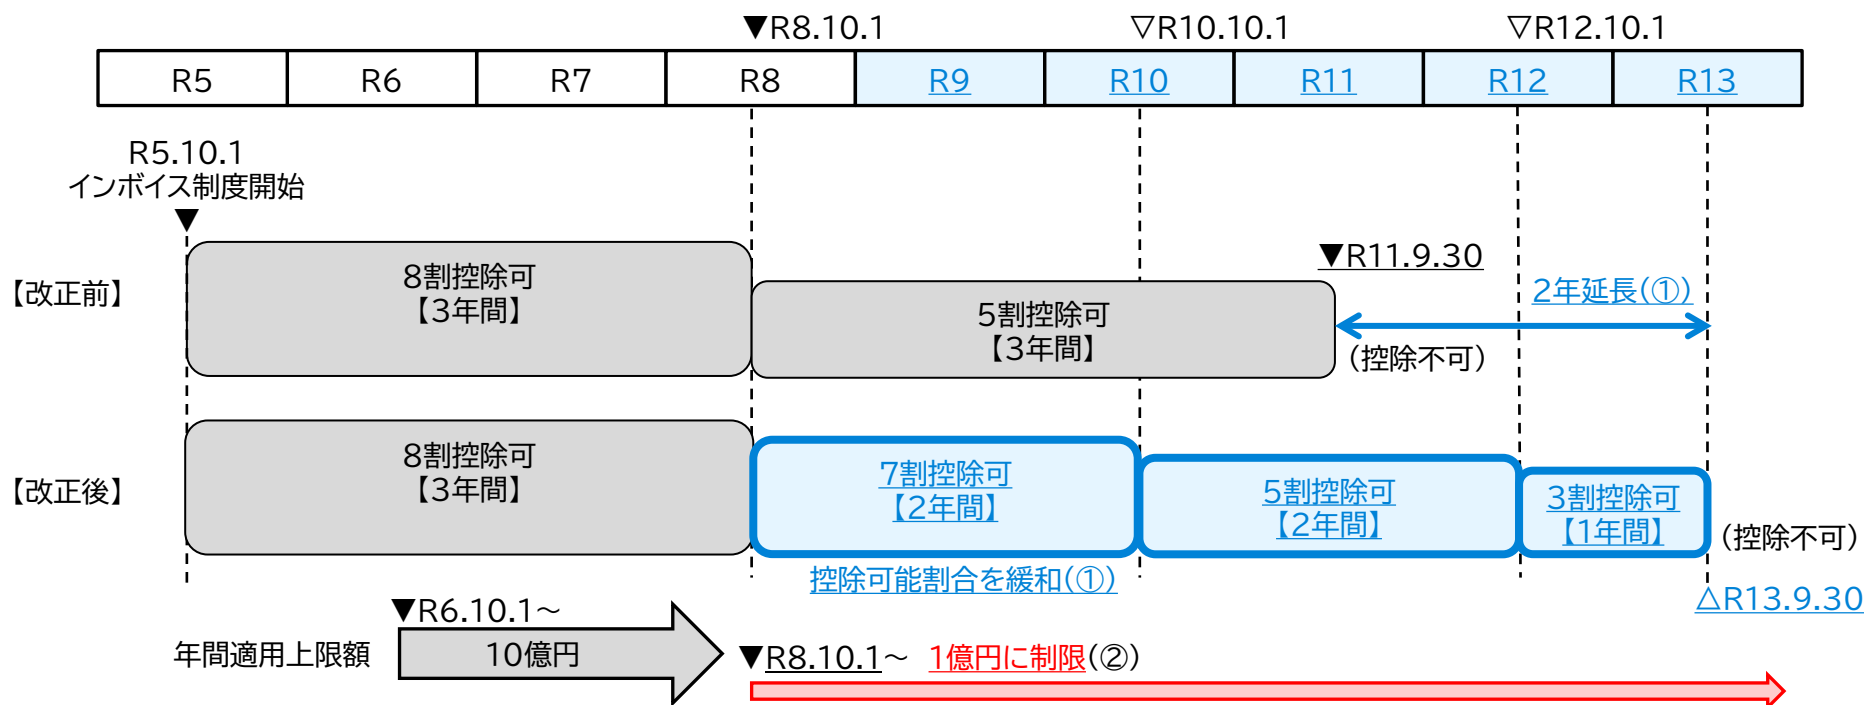 ▼R8.10.1
▽R10.10.1
▽R12.10.1
R5 R6 R7 R8 R9 R10 R11 R12 R13
R5.10.1
インボイス制度開始
▼
【改正前】
8割控除可
【3年間】
5割控除可
【3年間】
▼R11.9.30
2年延長(①)
(控除不可)
【改正後】
8割控除可
【3年間】
7割控除可
【2年間】
5割控除可
【2年間】
3割控除可
【1年間】
(控除不可)
控除可能割合を緩和(①)
△R13.9.30
▼R6.10.1～
年間適用上限額
10億円
▼R8.10.1～ 1億円に制限(②)